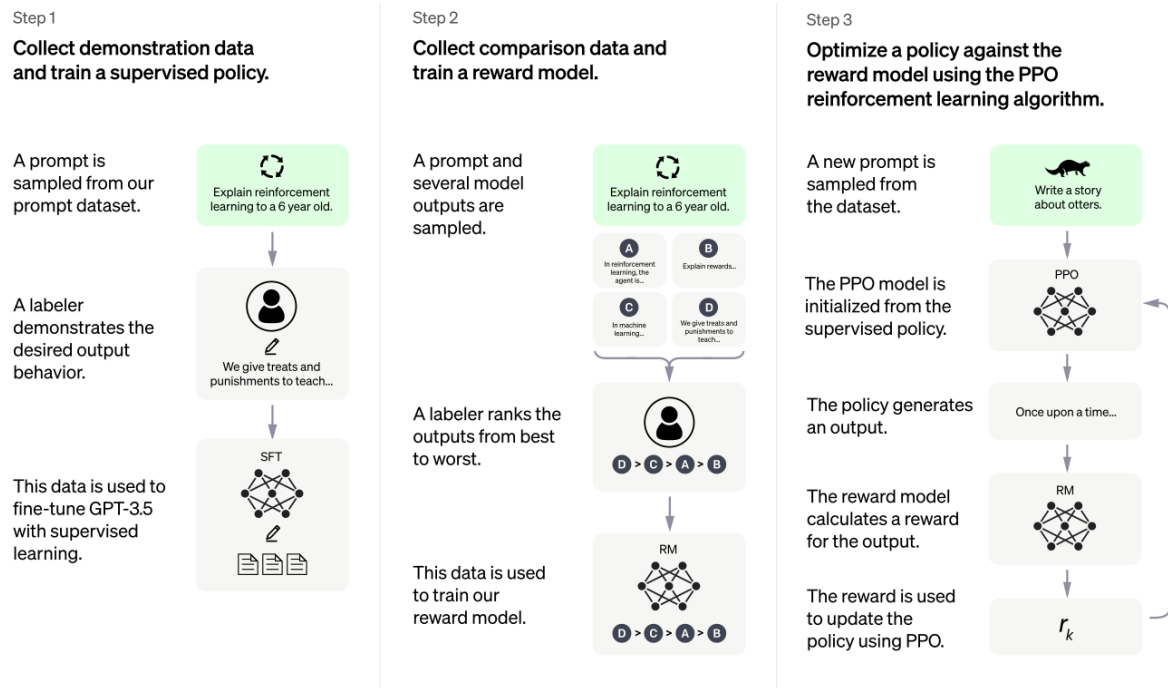 Step 1
Collect demonstration data
and train a supervised policy.
A prompt is
sampled from our
prompt dataset.
Explain reinforcement
learning to a 6 year old.
A labeler
demonstrates the
desired output
behavior.
We give treats and
punishments to teach...
This data is used to
fine-tune GPT-3.5
with supervised
learning.
SFT
Step 2
Collect comparison data and
train a reward model.
A prompt and
several model
outputs are
sampled.
Explain reinforcement
learning to a 6 year old.
A
In reinforcement
learning, the
agent is...
B
Explain rewards...
C
In machine
learning...
D
We give treats and
punishments to
teach...
A labeler ranks the
outputs from best
to worst.
D > C > A > B
This data is used
to train our
reward model.
RM
D > C > A > B
Step 3
Optimize a policy against the
reward model using the PPO
reinforcement learning algorithm.
A new prompt is
sampled from
the dataset.
Write a story
about otters.
The PPO model is
initialized from the
supervised policy.
PPO
The policy generates
an output.
Once upon a time...
The reward model
calculates a reward
for the output.
RM
The reward is used
to update the
policy using PPO.
r_k